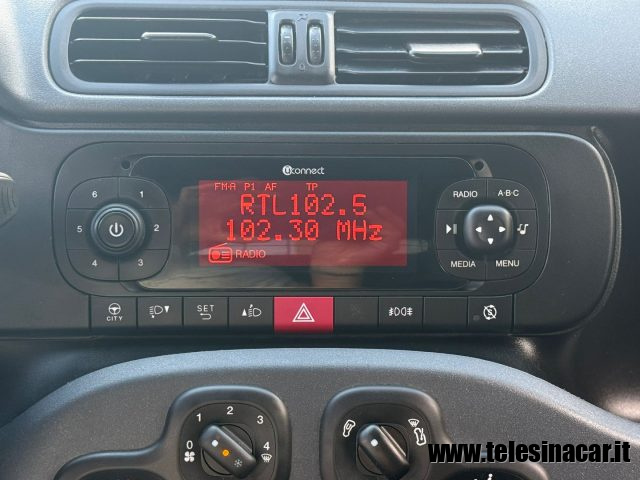 Uconnect
FM-A P1 AF TP
RTL102.5
102.30 MHz
RADIO
6 1
5 2
4 3
RADIO A·B·C
MEDIA MENU
CITY
SET
0 1 2 3 4
www.telesinacar.it